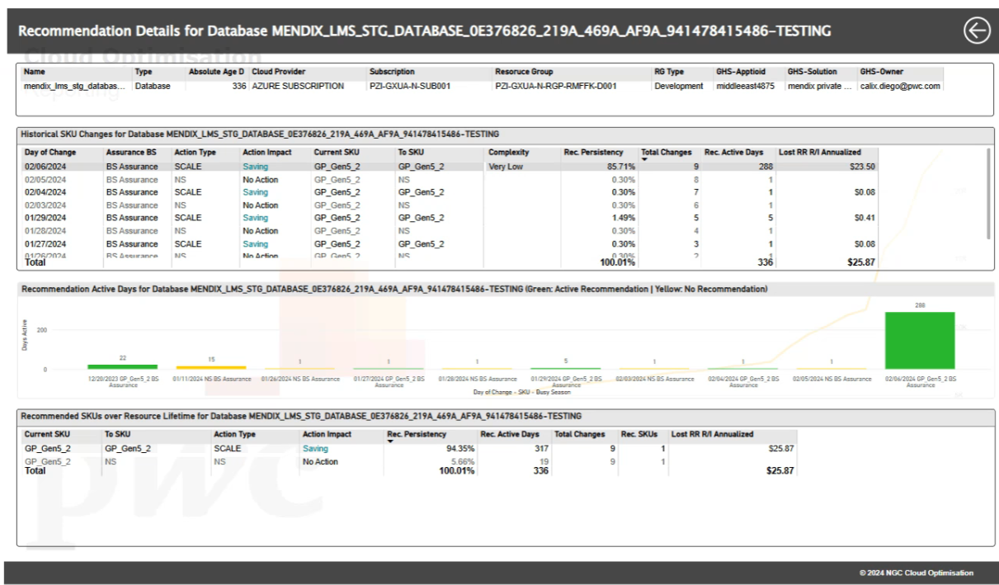 Recommendation Details for Database MENDIX_LMS_STG_DATABASE_0E376826_219A_469A_AF9A_941478415486-TESTING
Cloud Optimisation
Reporting
Name Type Absolute Age D Cloud Provider Subscription Resoruce Group RG Type GHS-Apptioid GHS-Solution GHS-Owner
mendix_lms_stg_databas... Database 336 AZURE SUBSCRIPTION PZI-GXUA-N-SUB001 PZI-GXUA-N-RGP-RMFFK-D001 Development middleeast4875 mendix private ... calix.diego@pwc.com
Historical SKU Changes for Database MENDIX_LMS_STG_DATABASE_0E376826_219A_469A_AF9A_941478415486-TESTING
Day of Change Assurance BS Action Type Action Impact Current SKU To SKU Complexity Rec. Persistency Total Changes Rec. Active Days Lost RR R/I Annualized
02/06/2024 BS Assurance SCALE Saving GP_Gen5_2 GP_Gen5_2 Very Low 85.71% 9 288 $23.50
02/05/2024 BS Assurance NS No Action GP_Gen5_2 NS 0.30% 8 1
02/04/2024 BS Assurance SCALE Saving GP_Gen5_2 GP_Gen5_2 0.30% 7 1 $0.08
02/03/2024 BS Assurance NS No Action GP_Gen5_2 NS 0.30% 6 1
01/29/2024 BS Assurance SCALE Saving GP_Gen5_2 GP_Gen5_2 1.49% 5 5 $0.41
01/28/2024 BS Assurance NS No Action GP_Gen5_2 NS 0.30% 4 1
01/27/2024 BS Assurance SCALE Saving GP_Gen5_2 GP_Gen5_2 0.30% 3 1 $0.08
01/26/2024 BS Assurance NS No Action GP_Gen5_2 NS 0.30% 2 1
Total 100.01% 336 $25.87
Recommendation Active Days for Database MENDIX_LMS_STG_DATABASE_0E376826_219A_469A_AF9A_941478415486-TESTING (Green: Active Recommendation | Yellow: No Recommendation)
Days Active
200
0
22 15 1 1 1 5 1 1 1 288
12/20/2023 GP_Gen5_2 BS Assurance 01/11/2024 NS BS Assurance 01/26/2024 NS BS Assurance 01/27/2024 GP_Gen5_2 BS Assurance 01/28/2024 NS BS Assurance 01/29/2024 GP_Gen5_2 BS Assurance 02/03/2024 NS BS Assurance 02/04/2024 GP_Gen5_2 BS Assurance 02/05/2024 NS BS Assurance 02/06/2024 GP_Gen5_2 BS Assurance
Day of Change - SKU - Busy Season
Recommended SKUs over Resource Lifetime for Database MENDIX_LMS_STG_DATABASE_0E376826_219A_469A_AF9A_941478415486-TESTING
Current SKU To SKU Action Type Action Impact Rec. Persistency Rec. Active Days Total Changes Rec. SKUs Lost RR R/I Annualized
GP_Gen5_2 GP_Gen5_2 SCALE Saving 94.35% 317 9 1 $25.87
GP_Gen5_2 NS NS No Action 5.66% 19 9 1
Total 100.01% 336 $25.87
pwc
© 2024 NGC Cloud Optimisation